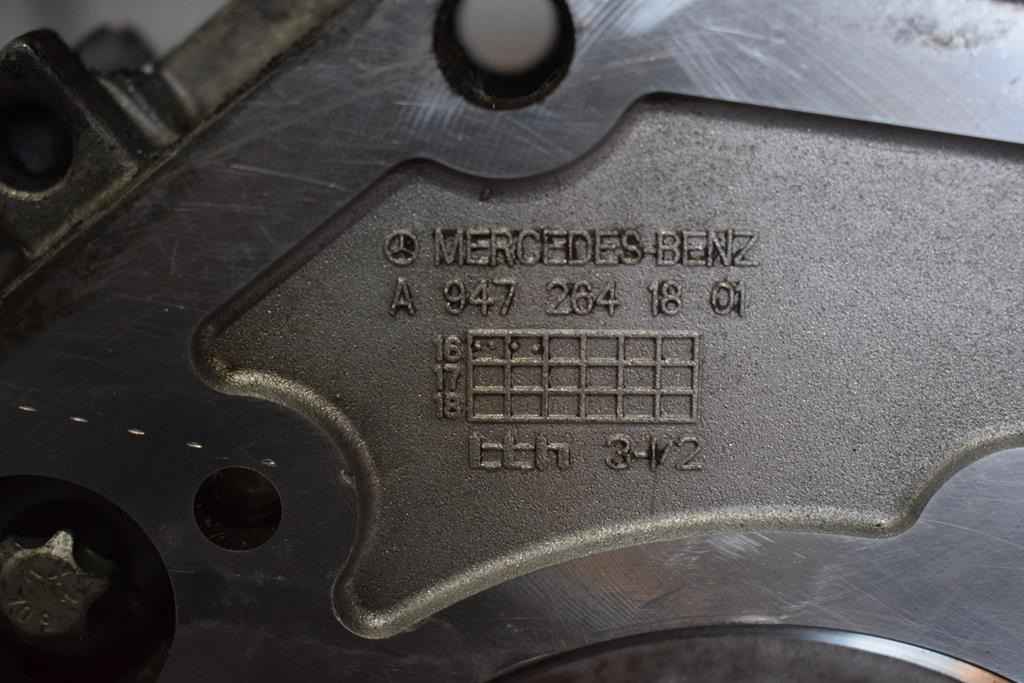 MERCEDES-BENZ
A 947 264 18 01
16
17
18
3-1/2